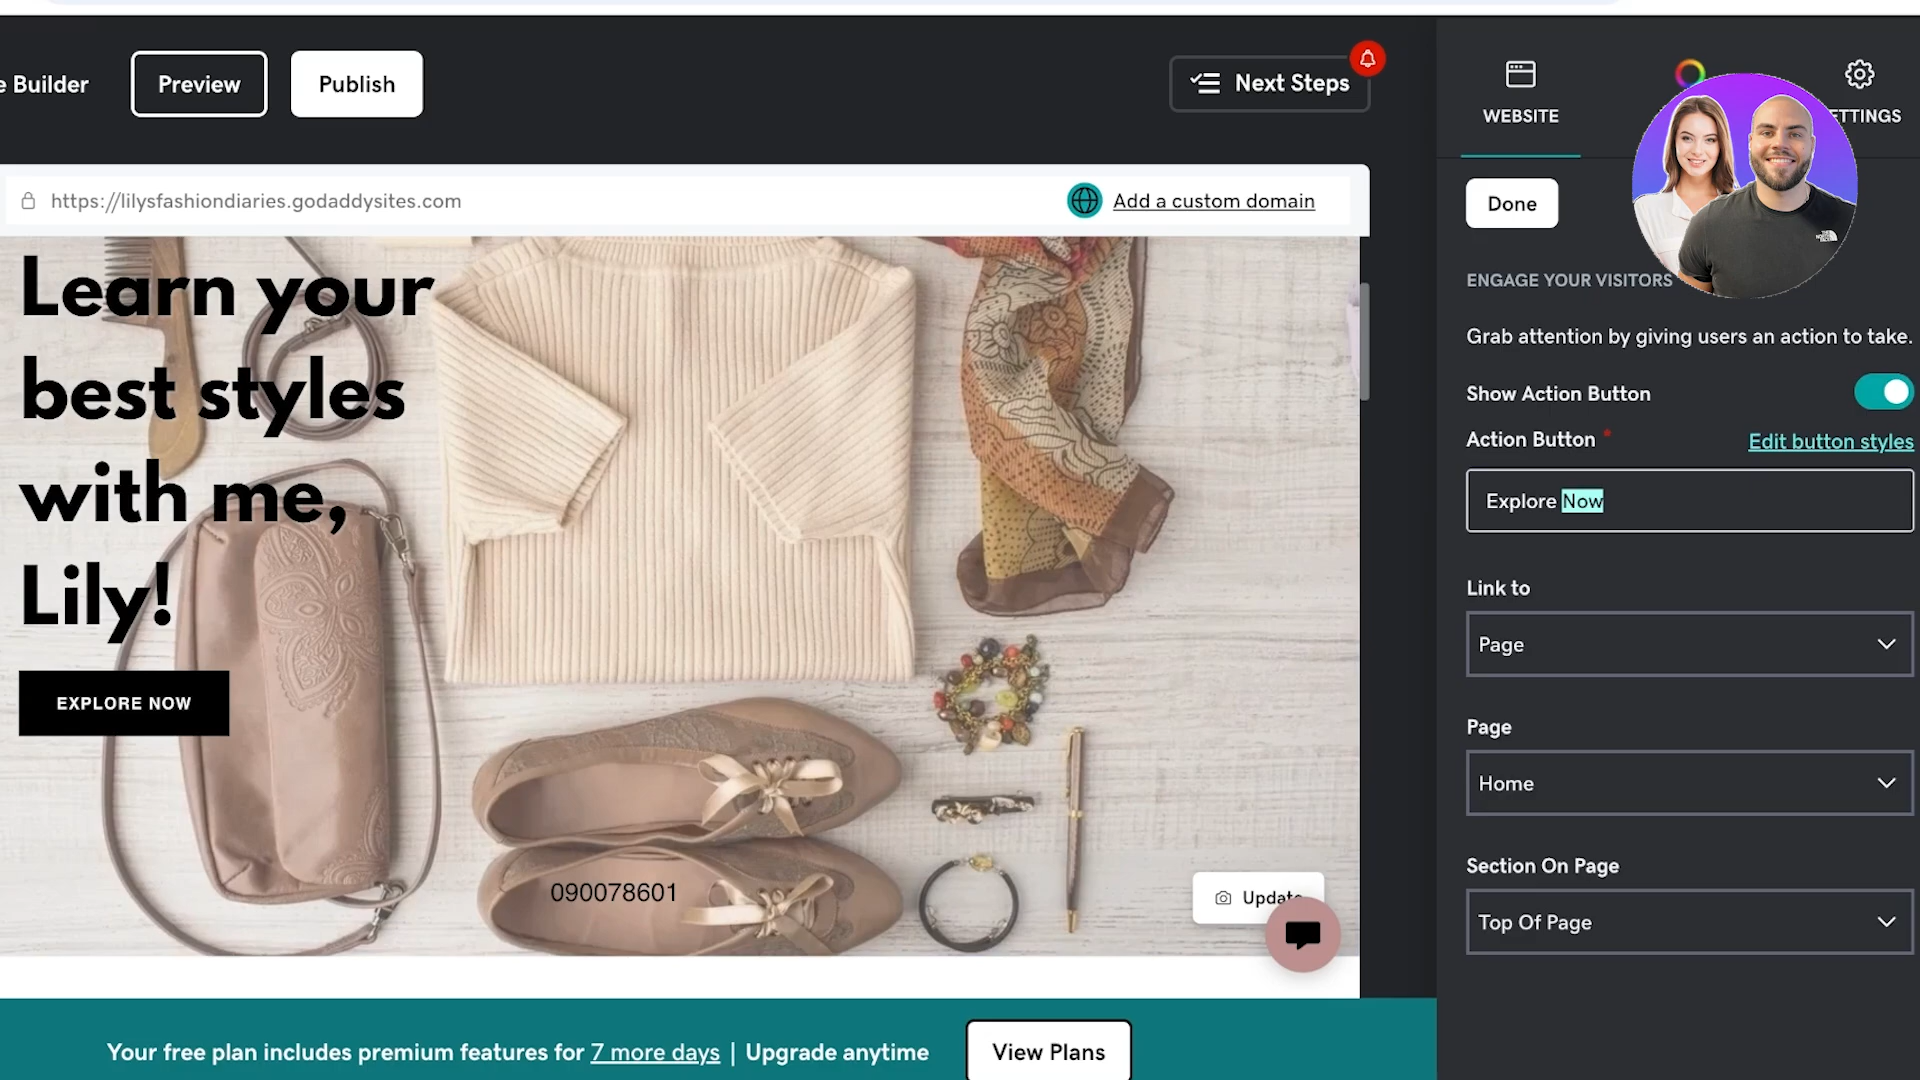 e Builder
Preview
Publish
Next Steps
WEBSITE
ETTINGS
https://lilysfashiondiaries.godaddysites.com
Add a custom domain
Done
Learn your
best styles
with me,
Lily!
EXPLORE NOW
090078601
Update
ENGAGE YOUR VISITORS
Grab attention by giving users an action to take.
Show Action Button
Action Button *
Edit button styles
Explore Now
Link to
Page
Page
Home
Section On Page
Top Of Page
Your free plan includes premium features for 7 more days | Upgrade anytime
View Plans